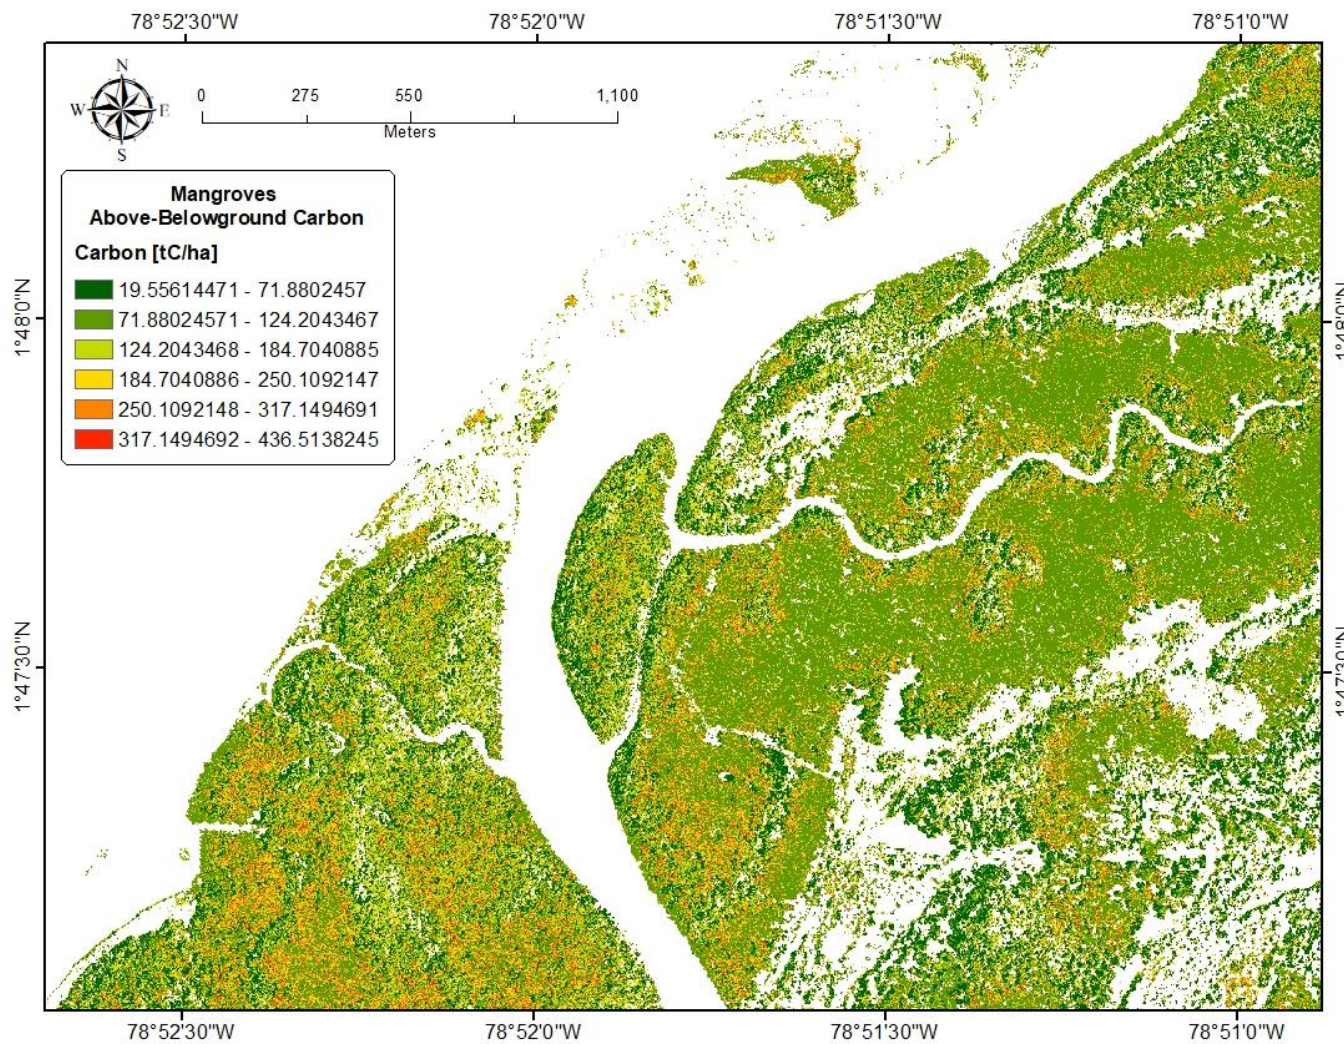 78°52'30"W 78°52'0"W 78°51'30"W 78°51'0"W
N
W E
S
0 275 550 1,100
Meters
Mangroves
Above-Belowground Carbon
Carbon [tC/ha]
19.55614471 - 71.8802457
71.88024571 - 124.2043467
124.2043468 - 184.7040885
184.7040886 - 250.1092147
250.1092148 - 317.1494691
317.1494692 - 436.5138245
1°48'0"N
1°48'0"N
1°47'30"N
1°47'30"N
78°52'30"W 78°52'0"W 78°51'30"W 78°51'0"W